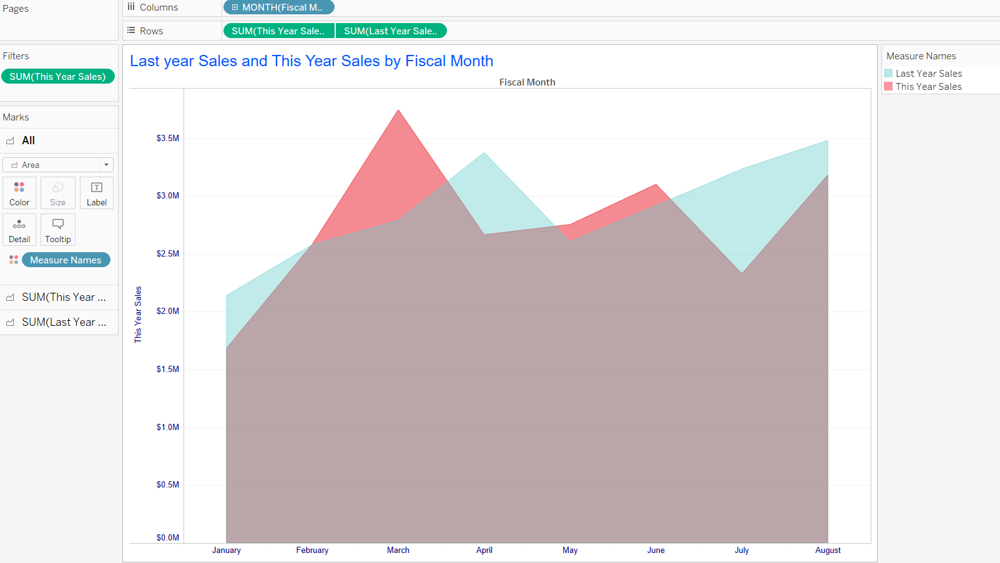 Pages
Columns
MONTH(Fiscal M..
Rows
SUM(This Year Sale..
SUM(Last Year Sale..
Filters
SUM(This Year Sales)
Marks
All
Area
Color
Size
T
Label
Detail
Tooltip
Measure Names
SUM(This Year ...
SUM(Last Year ...
Last year Sales and This Year Sales by Fiscal Month
Fiscal Month
This Year Sales
$3.5M
$3.0M
$2.5M
$2.0M
$1.5M
$1.0M
$0.5M
$0.0M
January
February
March
April
May
June
July
August
Measure Names
Last Year Sales
This Year Sales